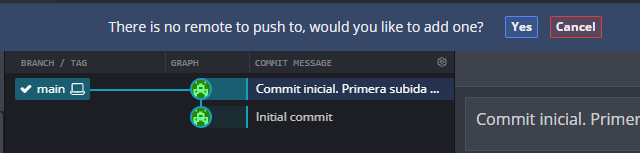 There is no remote to push to, would you like to add one? Yes Cancel
BRANCH / TAG GRAPH COMMIT MESSAGE
main Commit inicial. Primera subida ...
Initial commit
Commit inicial. Primer